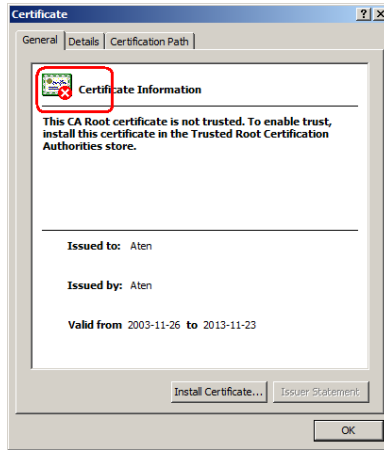 Certificate
General Details Certification Path
Certificate Information
This CA Root certificate is not trusted. To enable trust,
install this certificate in the Trusted Root Certification
Authorities store.
Issued to: Aten
Issued by: Aten
Valid from 2003-11-26 to 2013-11-23
Install Certificate... Issuer Statement
OK